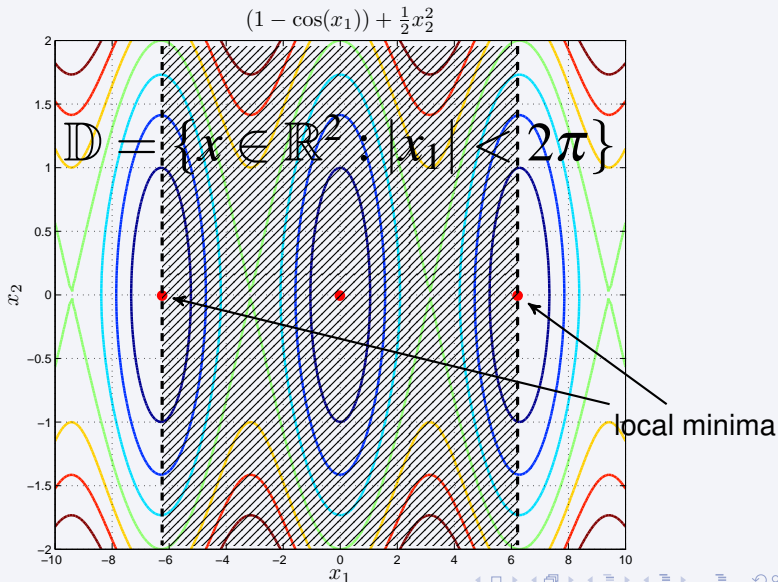 (1 − cos(x₁)) + ½x₂²
2
1.5
𝔻 = {x ∈ ℝ² : |x₁| < 2π}
1
0.5
x₂
0
−0.5
local minima
−1
−1.5
−2
−10 −8 −6 −4 −2 0 2 4 6 8 10
x₁